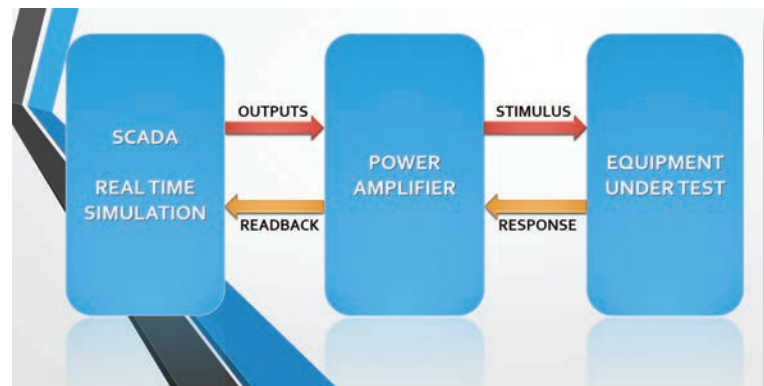 SCADA
REAL TIME
SIMULATION
OUTPUTS
READBACK
POWER
AMPLIFIER
STIMULUS
RESPONSE
EQUIPMENT
UNDER TEST